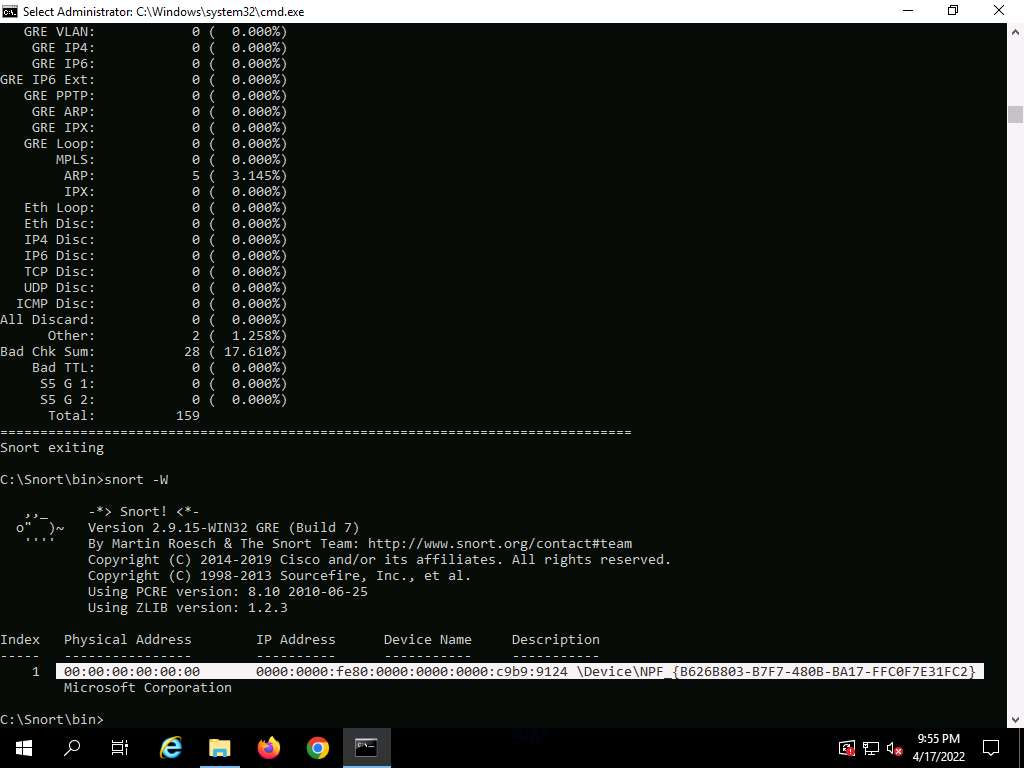 Select Administrator: C:\Windows\system32\cmd.exe
GRE VLAN: 0 ( 0.000%)
GRE IP4: 0 ( 0.000%)
GRE IP6: 0 ( 0.000%)
GRE IP6 Ext: 0 ( 0.000%)
GRE PPTP: 0 ( 0.000%)
GRE ARP: 0 ( 0.000%)
GRE IPX: 0 ( 0.000%)
GRE Loop: 0 ( 0.000%)
MPLS: 0 ( 0.000%)
ARP: 5 ( 3.145%)
IPX: 0 ( 0.000%)
Eth Loop: 0 ( 0.000%)
Eth Disc: 0 ( 0.000%)
IP4 Disc: 0 ( 0.000%)
IP6 Disc: 0 ( 0.000%)
TCP Disc: 0 ( 0.000%)
UDP Disc: 0 ( 0.000%)
ICMP Disc: 0 ( 0.000%)
All Discard: 0 ( 0.000%)
Other: 2 ( 1.258%)
Bad Chk Sum: 28 ( 17.610%)
Bad TTL: 0 ( 0.000%)
S5 G 1: 0 ( 0.000%)
S5 G 2: 0 ( 0.000%)
Total: 159
===============================================================================
Snort exiting
C:\Snort\bin>snort -W
,,_ -*> Snort! <*-
o" )~ Version 2.9.15-WIN32 GRE (Build 7)
'''' By Martin Roesch & The Snort Team: http://www.snort.org/contact#team
Copyright (C) 2014-2019 Cisco and/or its affiliates. All rights reserved.
Copyright (C) 1998-2013 Sourcefire, Inc., et al.
Using PCRE version: 8.10 2010-06-25
Using ZLIB version: 1.2.3
Index Physical Address IP Address Device Name Description
----- ---------------- ---------- ----------- -----------
1 00:00:00:00:00:00 0000:0000:fe80:0000:0000:0000:c9b9:9124 \Device\NPF_{B626B803-B7F7-480B-BA17-FFC0F7E31FC2}
Microsoft Corporation
C:\Snort\bin>
9:55 PM
4/17/2022